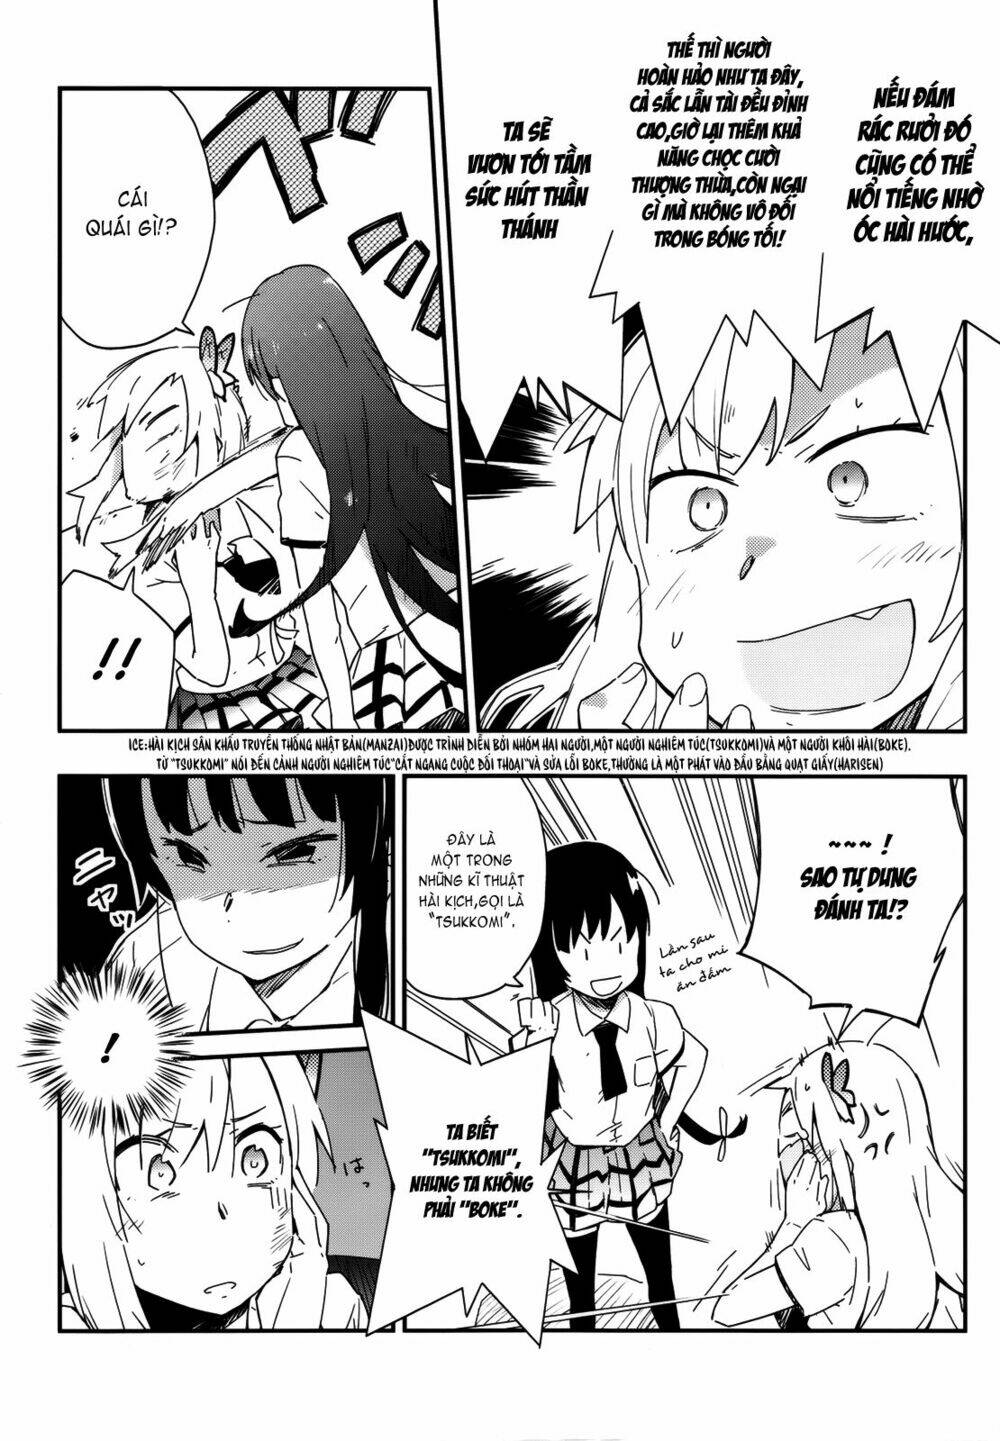 NẾU ĐÁM
RÁC RƯỞI ĐÓ
CŨNG CÓ THỂ
NỔI TIẾNG NHỜ
ÓC HÀI HƯỚC,
THẾ THÌ NGƯỜI
HOÀN HẢO NHƯ TA ĐÂY,
CẢ SẮC LẪN TÀI ĐỀU ĐỈNH
CAO,GIỜ LẠI THÊM KHẢ
NĂNG CHỌC CƯỜI
THƯỢNG THỪA,CÒN NGẠI
GÌ MÀ KHÔNG VÔ ĐỐI
TRONG BÓNG TỐI!
TA SẼ
VƯƠN TỚI TẦM
SỨC HÚT THẦN
THÁNH
CÁI
QUÁI GÌ!?
!!
ICE:HÀI KỊCH SÂN KHẤU TRUYỀN THỐNG NHẬT BẢN(MANZAI)ĐƯỢC TRÌNH DIỄN BỞI NHÓM HAI NGƯỜI,MỘT NGƯỜI NGHIÊM TÚC(TSUKKOMI)VÀ MỘT NGƯỜI KHÔI HÀI(BOKE).
TỪ "TSUKKOMI" NÓI ĐẾN CẢNH NGƯỜI NGHIÊM TÚC"CẮT NGANG CUỘC ĐỐI THOẠI"VÀ SỬA LỖI BOKE,THƯỜNG LÀ MỘT PHÁT VÀO ĐẦU BẰNG QUẠT GIẤY(HARISEN)
~~~ !
SAO TỰ DƯNG
ĐÁNH TA!?
ĐÂY LÀ
MỘT TRONG
NHỮNG KĨ THUẬT
HÀI KỊCH,GỌI LÀ
"TSUKKOMI".
Lần sau
ta cho mi
ăn đấm
TA BIẾT
"TSUKKOMI",
NHƯNG TA KHÔNG
PHẢI "BOKE".
ニヤッ
!
はっ